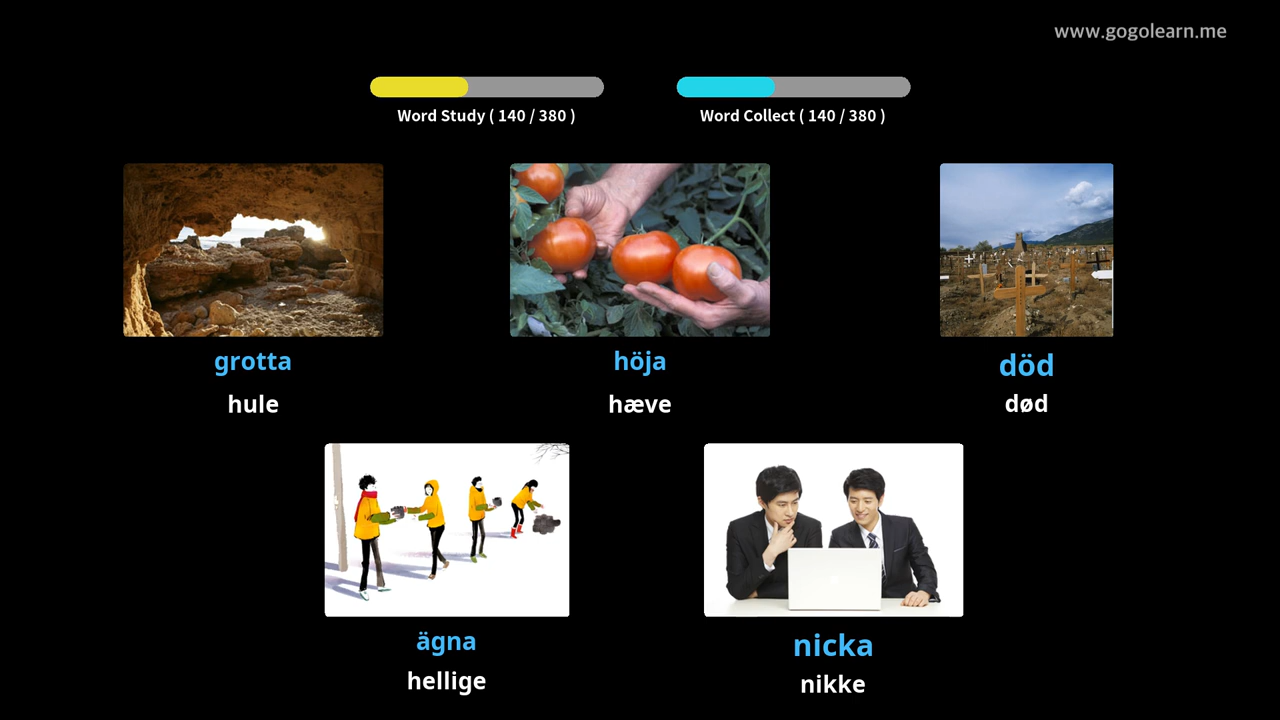 www.gogolearn.me
Word Study ( 140 / 380 )
Word Collect ( 140 / 380 )
grotta
hule
höja
hæve
död
død
ägna
hellige
nicka
nikke